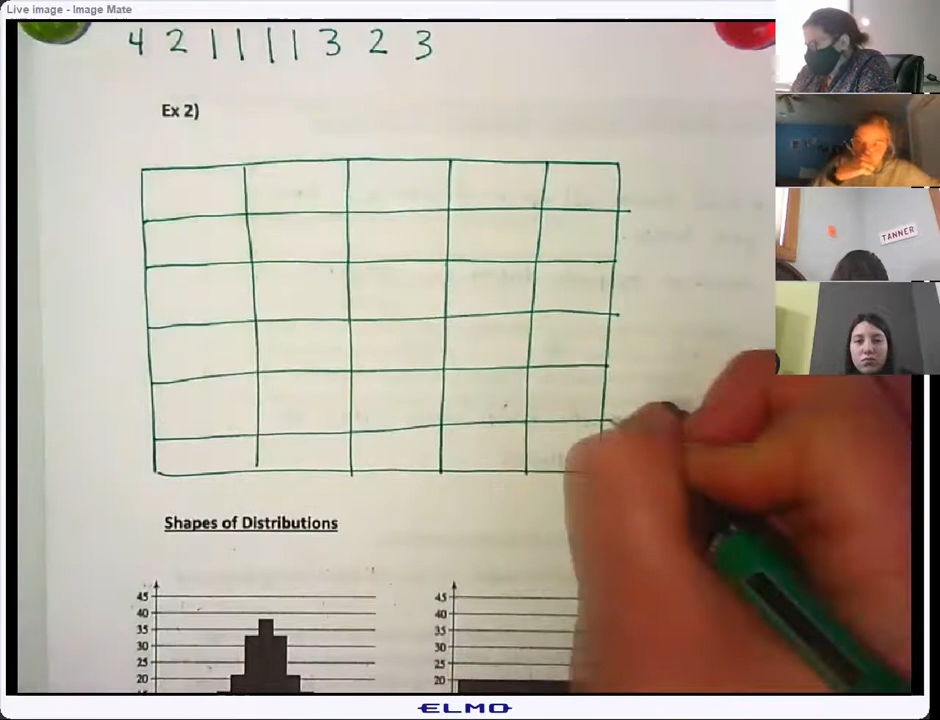 Live image - Image Mate
4 2 1 1 1 1 3 2 3
Ex 2)
TANNER
Shapes of Distributions
45 45
40 40
35 35
30 30
25 25
20 20
ELMO